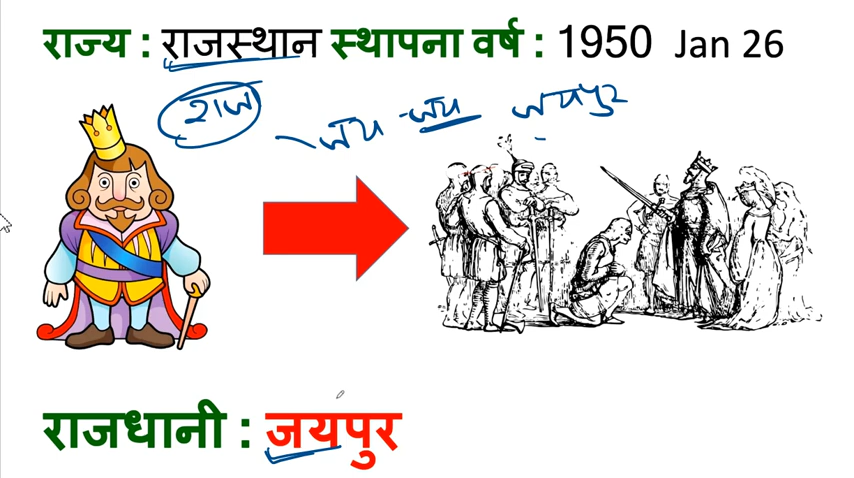 राज्य : राजस्थान स्थापना वर्ष : 1950 Jan 26
राज
जय - जय जयपुर
राजधानी : जयपुर